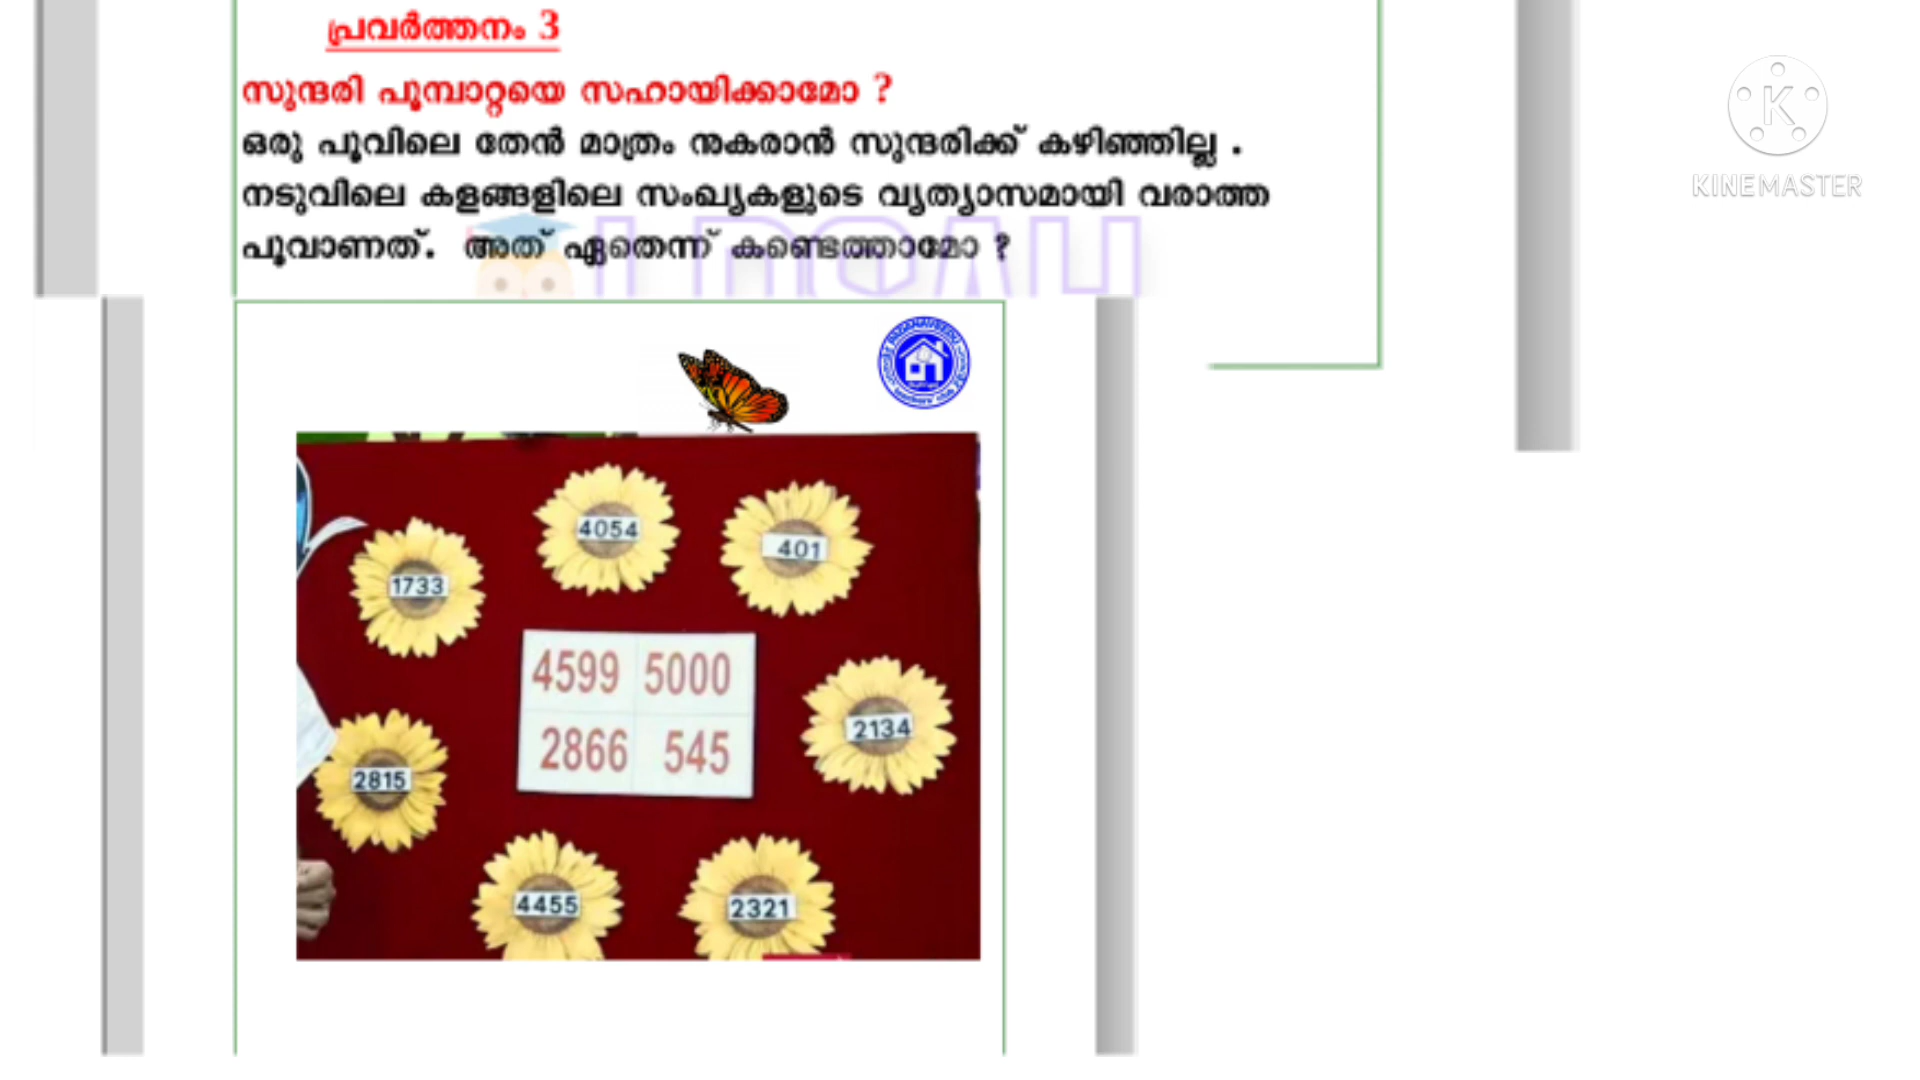 പ്രവർത്തനം 3
സുന്ദരി പൂമ്പാറ്റയെ സഹായിക്കാമോ ?
ഒരു പൂവിലെ തേൻ മാത്രം നുകരാൻ സുന്ദരിക്ക് കഴിഞ്ഞില്ല .
നടുവിലെ കളങ്ങളിലെ സംഖ്യകളുടെ വ്യത്യാസമായി വരാത്ത
പൂവാണത്. അത് ഏതെന്ന് കണ്ടെത്താമോ ?
KINEMASTER
4054
401
1733
4599 5000
2866 545
2134
2815
4455
2321